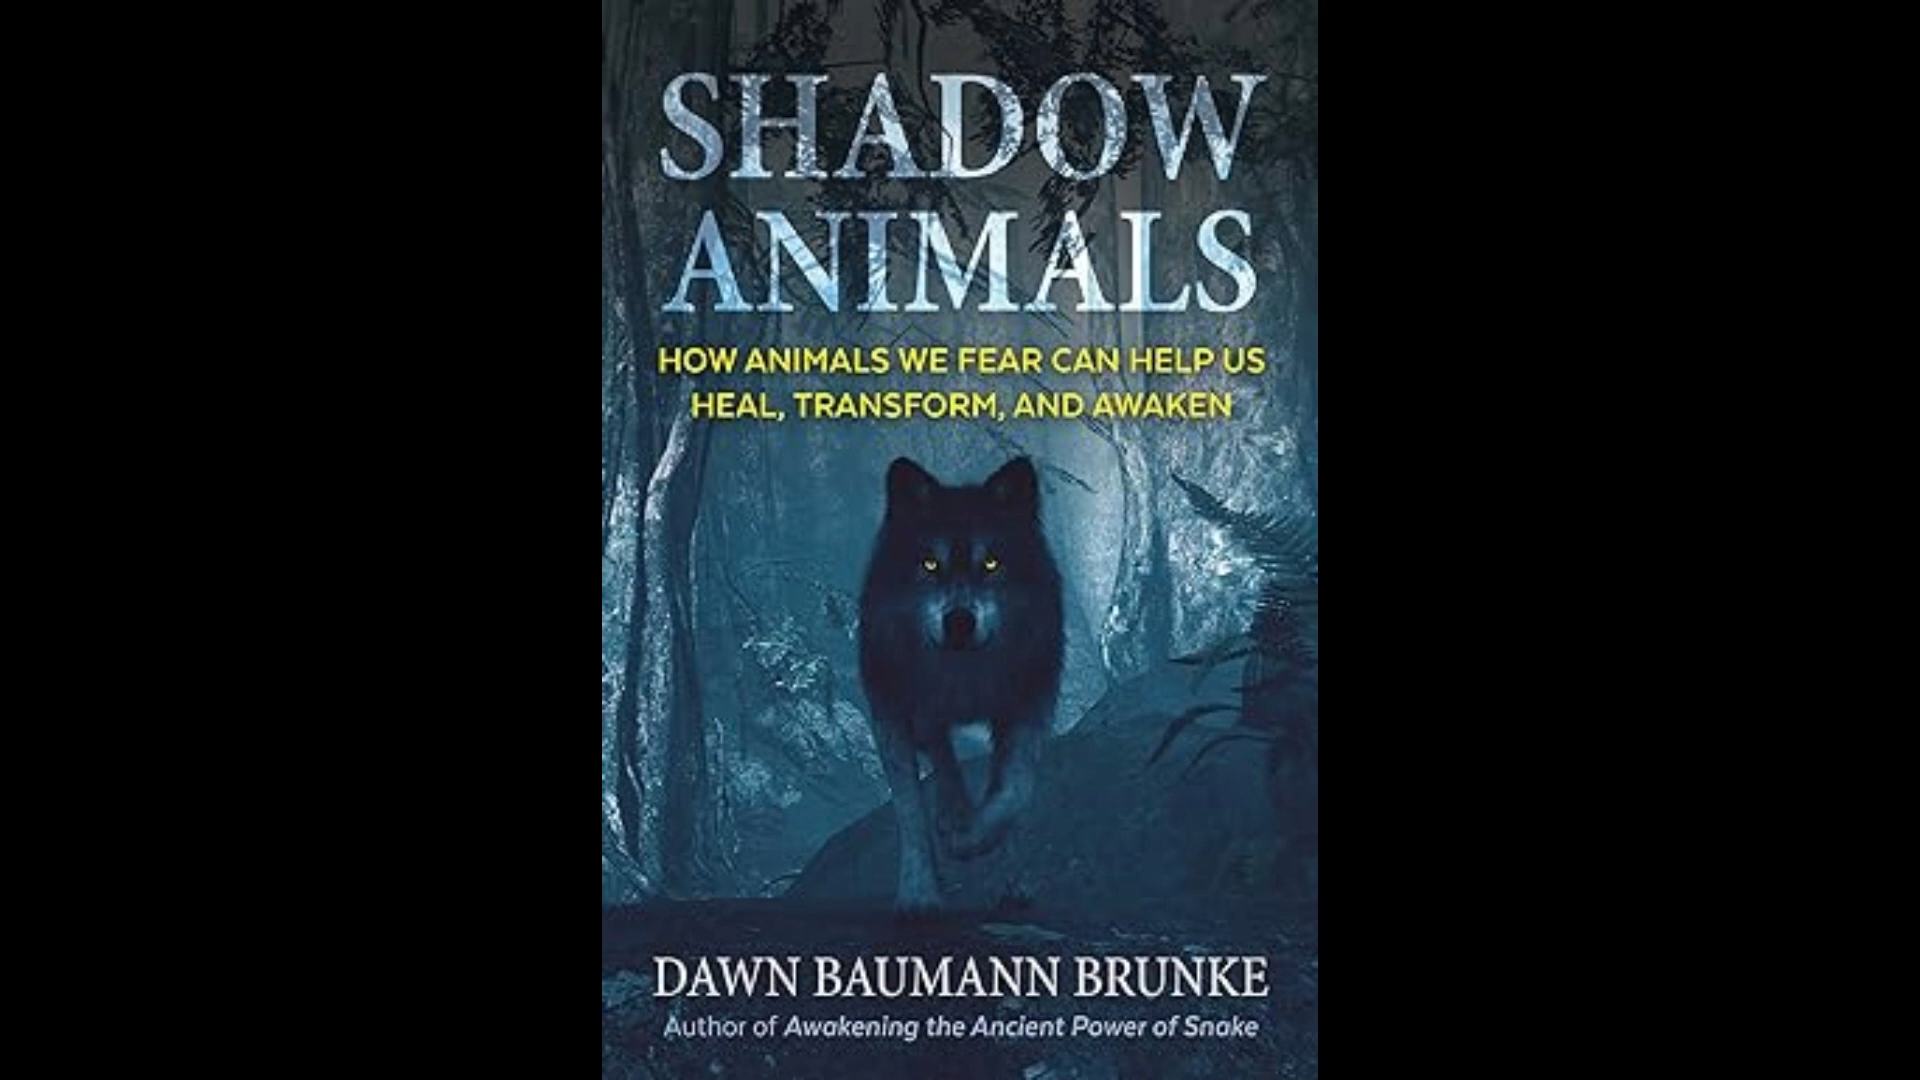 SHADOW
ANIMALS
HOW ANIMALS WE FEAR CAN HELP US
HEAL, TRANSFORM, AND AWAKEN
DAWN BAUMANN BRUNKE
Author of Awakening the Ancient Power of Snake